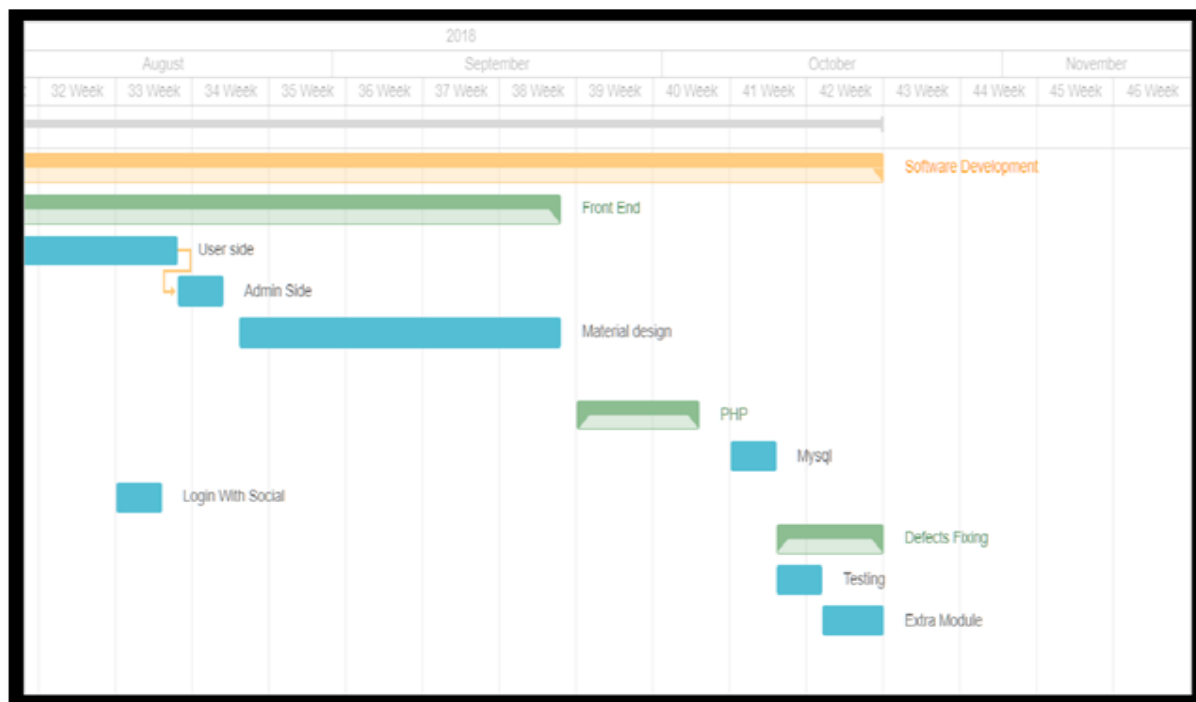 2018
August September October November
32 Week 33 Week 34 Week 35 Week 36 Week 37 Week 38 Week 39 Week 40 Week 41 Week 42 Week 43 Week 44 Week 45 Week 46 Week
Software Development
Front End
User side
Admin Side
Material design
PHP
Mysql
Login With Social
Defects Fixing
Testing
Extra Module